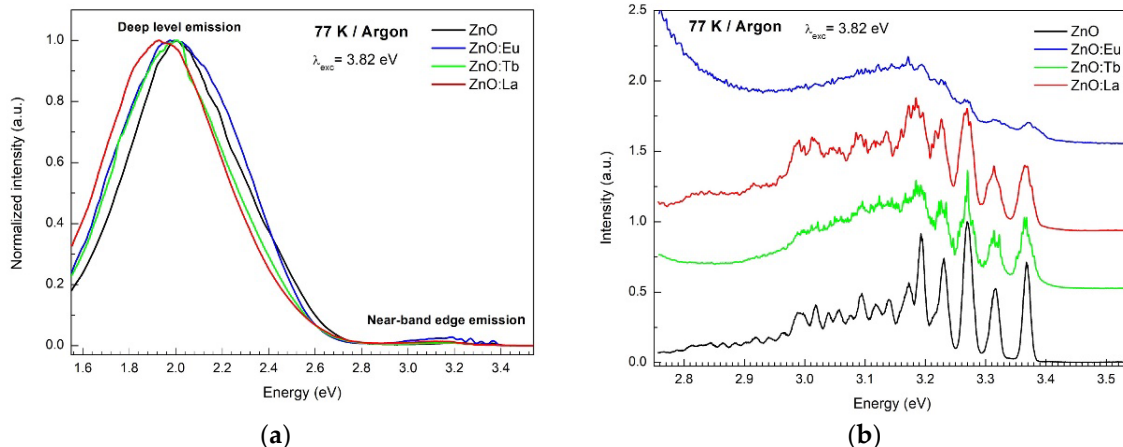 Deep level emission
77 K / Argon
λexc = 3.82 eV
ZnO
ZnO:Eu
ZnO:Tb
ZnO:La
Near-band edge emission
Normalized intensity (a.u.)
1.0
0.8
0.6
0.4
0.2
0.0
1.6 2.0 2.2 2.4 2.6 2.8 3.2 3.4
Energy (eV)
(a)
77 K / Argon
λexc = 3.82 eV
ZnO
ZnO:Eu
ZnO:Tb
ZnO:La
Intensity (a.u.)
2.5
2.0
1.5
1.0
0.5
0.0
2.8 2.9 3.0 3.1 3.2 3.3 3.4 3.5
Energy (eV)
(b)